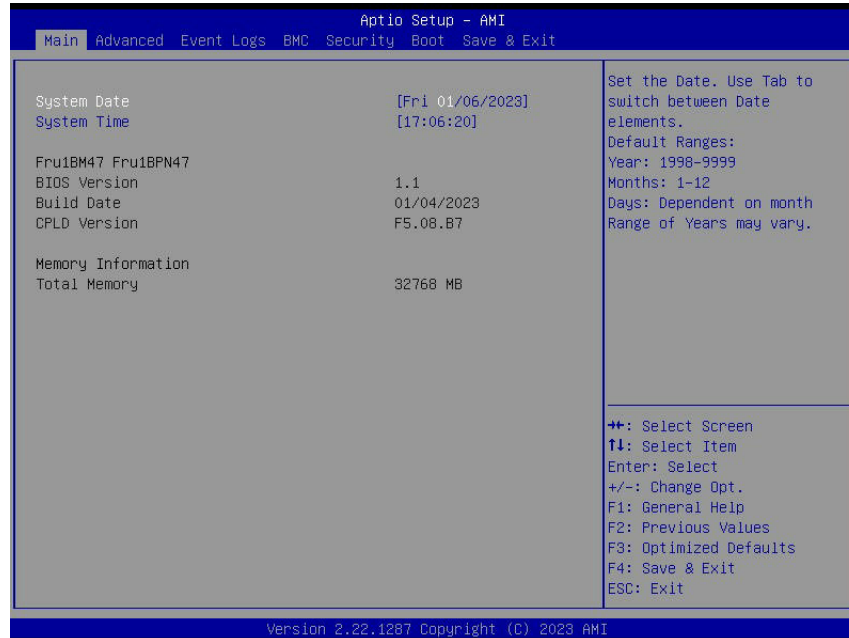 Aptio Setup – AMI
Main Advanced Event Logs BMC Security Boot Save & Exit
System Date [Fri 01/06/2023]
System Time [17:06:20]
Fru1BM47 Fru1BPN47
BIOS Version 1.1
Build Date 01/04/2023
CPLD Version F5.08.B7
Memory Information
Total Memory 32768 MB
Set the Date. Use Tab to
switch between Date
elements.
Default Ranges:
Year: 1998-9999
Months: 1-12
Days: Dependent on month
Range of Years may vary.
→←: Select Screen
↑↓: Select Item
Enter: Select
+/-: Change Opt.
F1: General Help
F2: Previous Values
F3: Optimized Defaults
F4: Save & Exit
ESC: Exit
Version 2.22.1287 Copyright (C) 2023 AMI